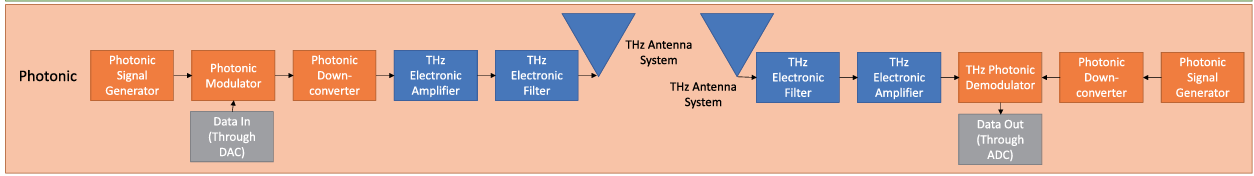 Photonic
Photonic
Signal
Generator
Photonic
Modulator
Data In
(Through
DAC)
Photonic
Down-
converter
THz
Electronic
Amplifier
THz
Electronic
Filter
THz Antenna
System
THz Antenna
System
THz
Electronic
Filter
THz
Electronic
Amplifier
THz Photonic
Demodulator
Data Out
(Through
ADC)
Photonic
Down-
converter
Photonic
Signal
Generator